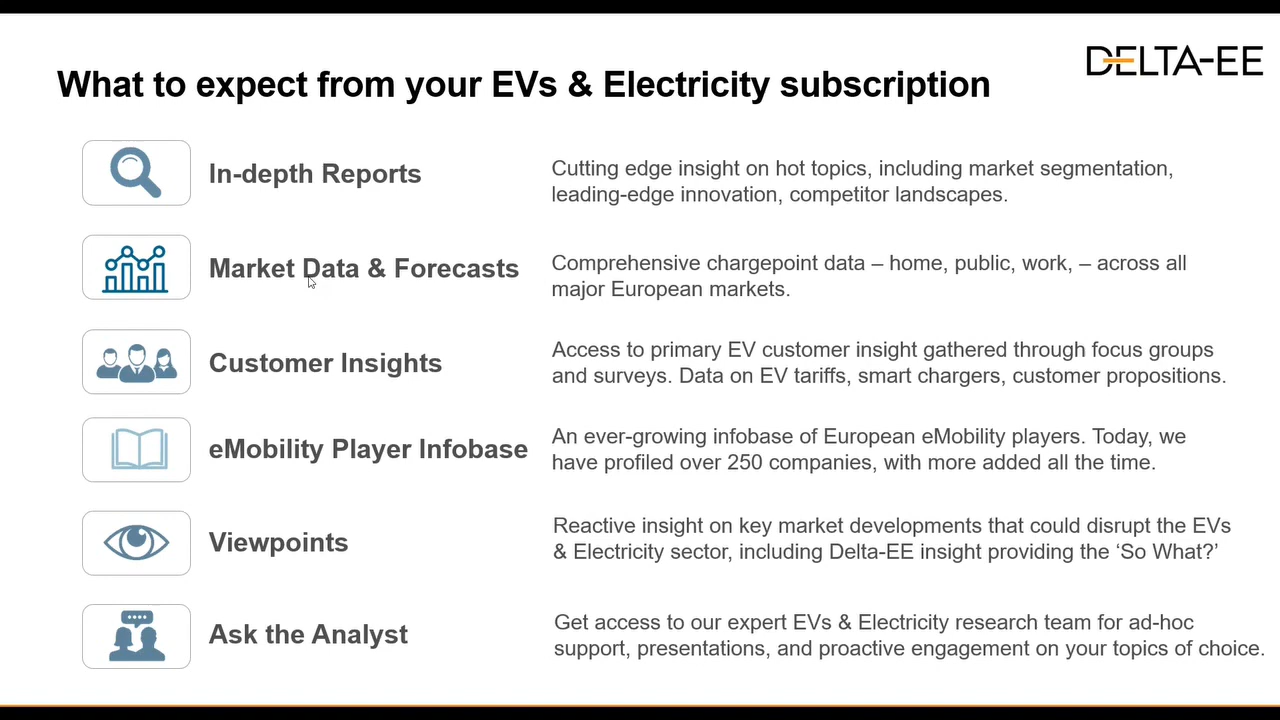 DELTA-EE
What to expect from your EVs & Electricity subscription
In-depth Reports
Cutting edge insight on hot topics, including market segmentation,
leading-edge innovation, competitor landscapes.
Market Data & Forecasts
Comprehensive chargepoint data – home, public, work, – across all
major European markets.
Customer Insights
Access to primary EV customer insight gathered through focus groups
and surveys. Data on EV tariffs, smart chargers, customer propositions.
eMobility Player Infobase
An ever-growing infobase of European eMobility players. Today, we
have profiled over 250 companies, with more added all the time.
Viewpoints
Reactive insight on key market developments that could disrupt the EVs
& Electricity sector, including Delta-EE insight providing the ‘So What?’
Ask the Analyst
Get access to our expert EVs & Electricity research team for ad-hoc
support, presentations, and proactive engagement on your topics of choice.